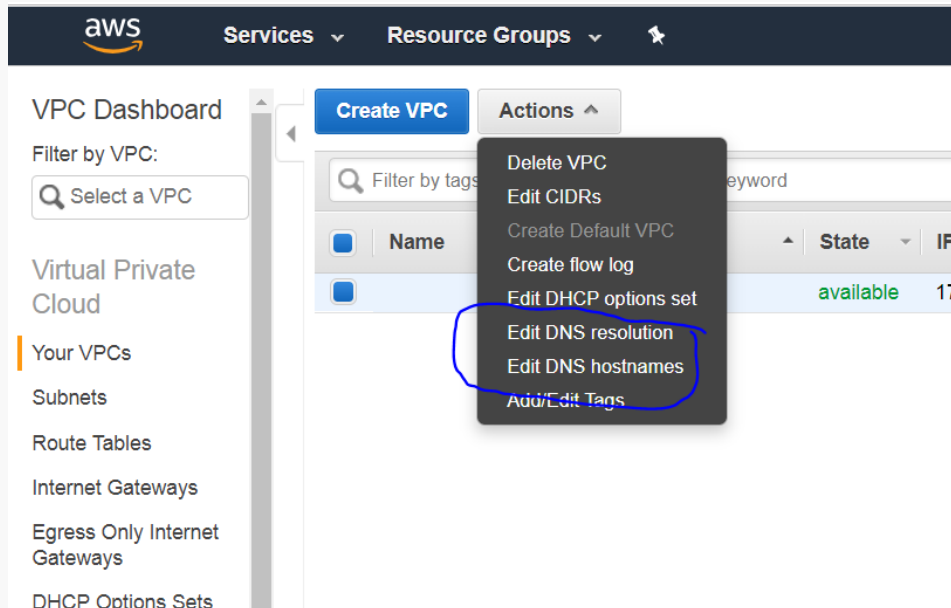 aws
Services
Resource Groups
VPC Dashboard
Filter by VPC:
Select a VPC
Virtual Private
Cloud
Your VPCs
Subnets
Route Tables
Internet Gateways
Egress Only Internet
Gateways
DHCP Options Sets
Create VPC
Actions
Delete VPC
Edit CIDRs
Create Default VPC
Create flow log
Edit DHCP options set
Edit DNS resolution
Edit DNS hostnames
Add/Edit Tags
Filter by tags
Name
State
available